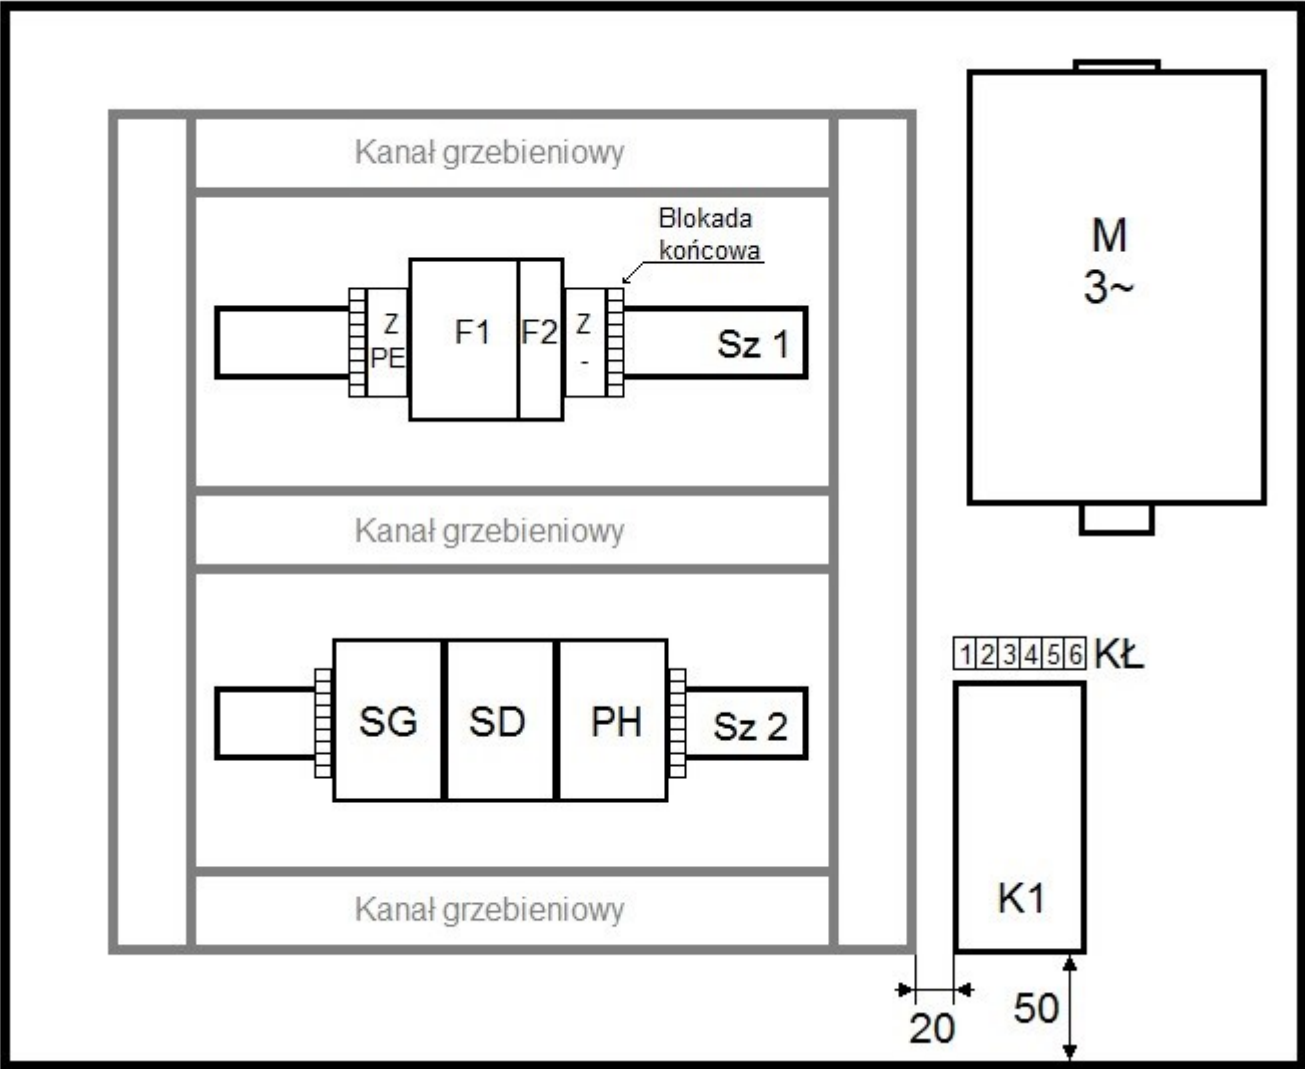 Kanał grzebieniowy
Blokada
końcowa
Z
PE
F1
F2
Z
-
Sz 1
M
3~
Kanał grzebieniowy
SG
SD
PH
Sz 2
1 2 3 4 5 6 KŁ
K1
Kanał grzebieniowy
20
50